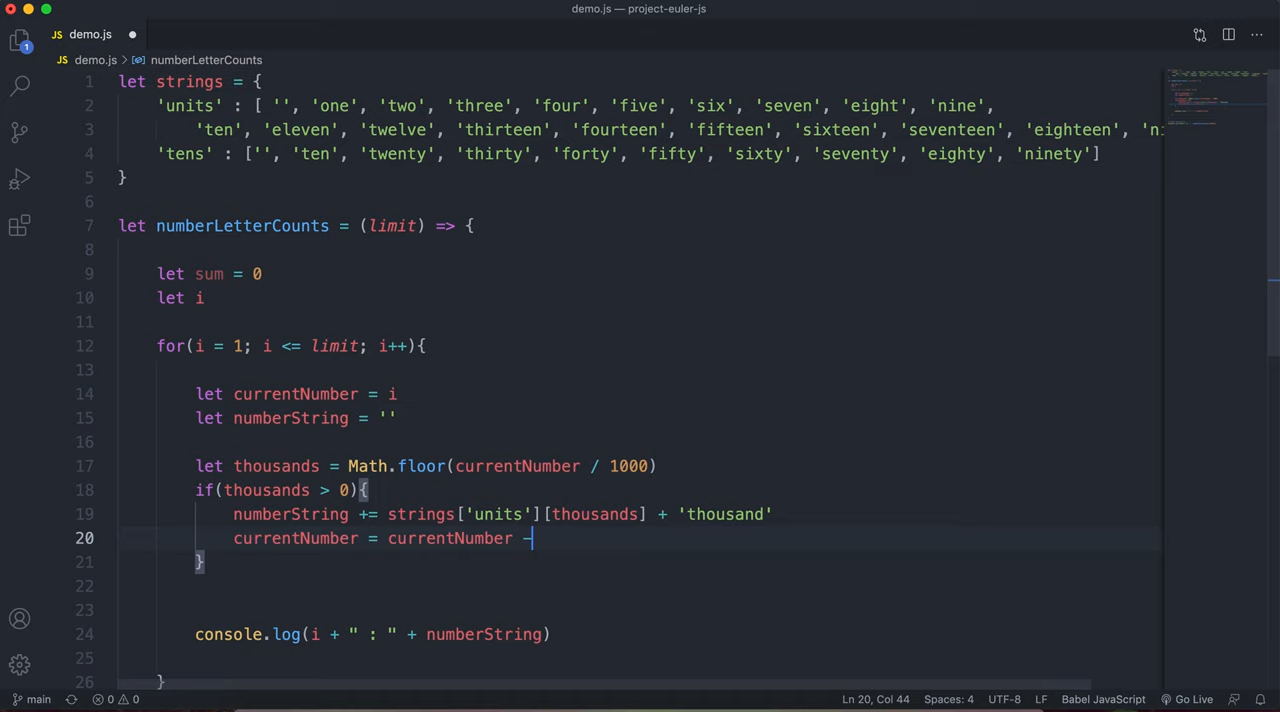 demo.js — project-euler-js
JS demo.js
JS demo.js > numberLetterCounts
1 let strings = {
2 'units' : [ '', 'one', 'two', 'three', 'four', 'five', 'six', 'seven', 'eight', 'nine',
3 'ten', 'eleven', 'twelve', 'thirteen', 'fourteen', 'fifteen', 'sixteen', 'seventeen', 'eighteen', 'ni
4 'tens' : ['', 'ten', 'twenty', 'thirty', 'forty', 'fifty', 'sixty', 'seventy', 'eighty', 'ninety']
5 }
6
7 let numberLetterCounts = (limit) => {
8
9 let sum = 0
10 let i
11
12 for(i = 1; i <= limit; i++){
13
14 let currentNumber = i
15 let numberString = ''
16
17 let thousands = Math.floor(currentNumber / 1000)
18 if(thousands > 0){
19 numberString += strings['units'][thousands] + 'thousand'
20 currentNumber = currentNumber -
21 }
22
23
24 console.log(i + " : " + numberString)
25
26 }
1
main 0 0 Ln 20, Col 44 Spaces: 4 UTF-8 LF Babel JavaScript Go Live